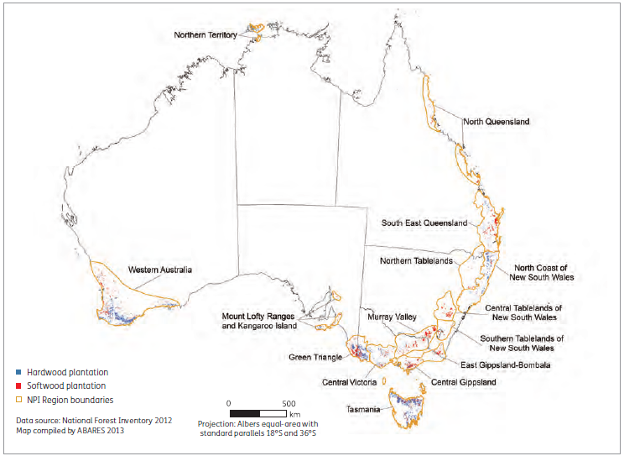 Northern Territory
North Queensland
South East Queensland
Northern Tablelands
North Coast of
New South Wales
Western Australia
Central Tablelands of
New South Wales
Mount Lofty Ranges
and Kangaroo Island
Murray Valley
Southern Tablelands of
New South Wales
Green Triangle
East Gippsland-Bombala
Central Victoria
Central Gippsland
Tasmania
Hardwood plantation
Softwood plantation
NPI Region boundaries
Data source: National Forest Inventory 2012
Map compiled by ABARES 2013
0 500
km
Projection: Albers equal-area with
standard parallels 18°S and 36°S